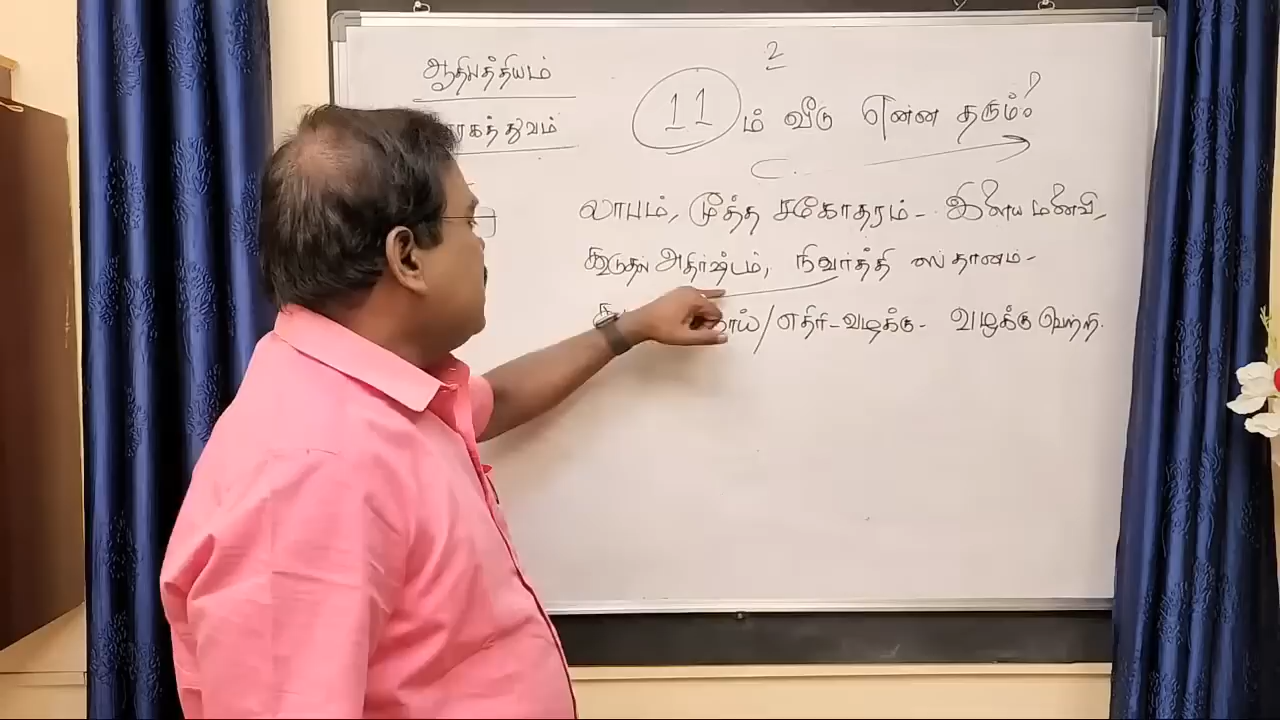 ஆதிபத்தியம்
ரகத்துவம்
2
11ம் வீடு என்ன தரும்?
லாபம், மூத்த சகோதரம் - இளைய மனைவி,
கூடுதல் அதிர்ஷ்டம், நிவர்த்தி ஸ்தானம் -
நோய்/எதிரி-வழக்கு - வழக்கு வெற்றி.